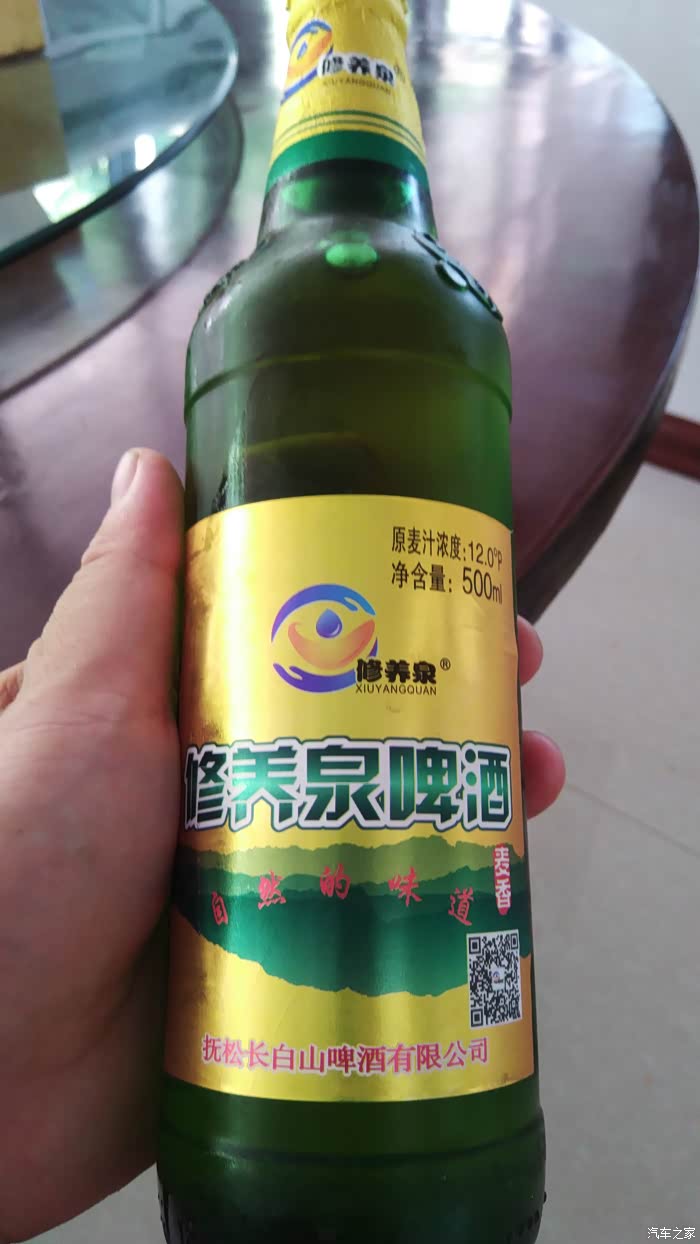 修养泉
XIUYANGQUAN
原麦汁浓度:12.0°P
净含量: 500ml
修养泉®
XIUYANGQUAN
修养泉啤酒
麦香
自然的味道
抚松长白山啤酒有限公司
汽车之家